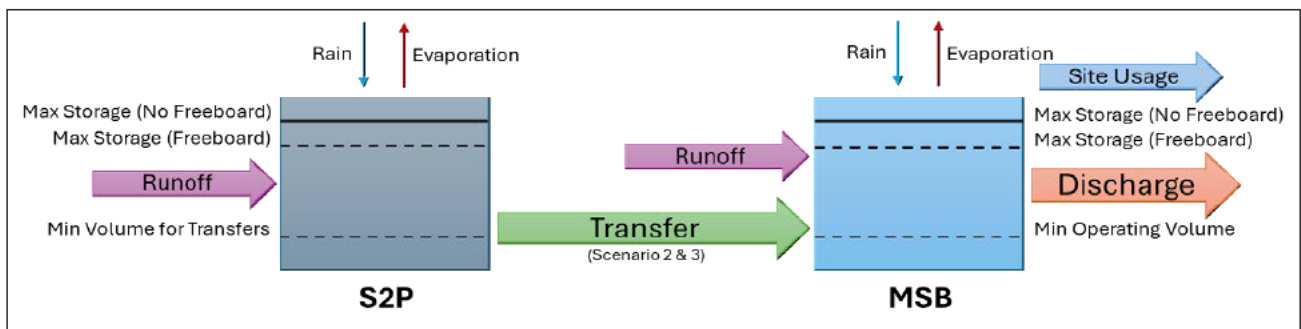 Rain
Evaporation
Rain
Evaporation
Site Usage
Max Storage (No Freeboard)
Max Storage (No Freeboard)
Max Storage (Freeboard)
Max Storage (Freeboard)
Runoff
Runoff
Discharge
Min Volume for Transfers
Transfer
(Scenario 2 & 3)
Min Operating Volume
S2P
MSB